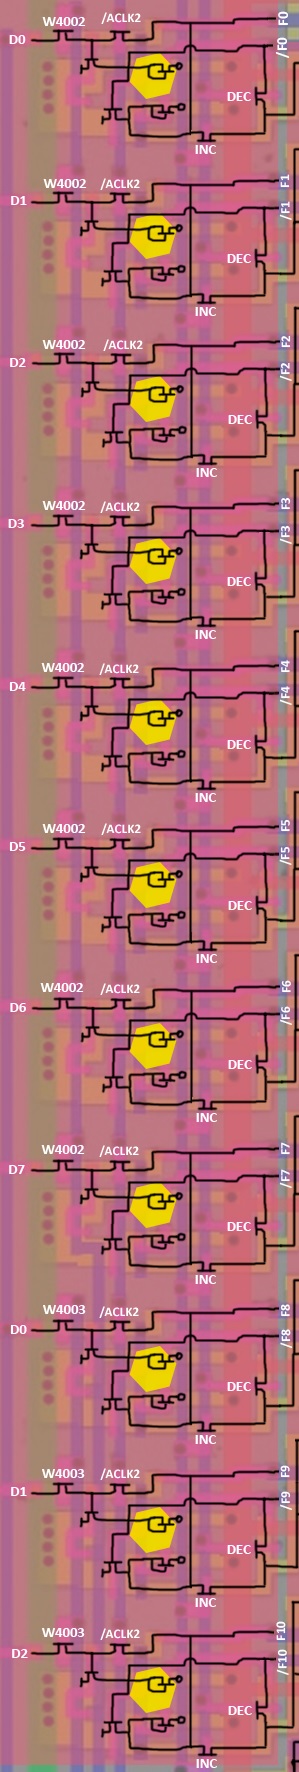 W4002 /ACLK2 F0
D0 /F0
DEC
INC
W4002 /ACLK2 F1
D1 /F1
DEC
INC
W4002 /ACLK2 F2
D2 /F2
DEC
INC
W4002 /ACLK2 F3
D3 /F3
DEC
INC
W4002 /ACLK2 F4
D4 /F4
DEC
INC
W4002 /ACLK2 F5
D5 /F5
DEC
INC
W4002 /ACLK2 F6
D6 /F6
DEC
INC
W4002 /ACLK2 F7
D7 /F7
DEC
INC
W4003 /ACLK2 F8
D0 /F8
DEC
INC
W4003 /ACLK2 F9
D1 /F9
DEC
INC
W4003 /ACLK2 F10
D2 /F10
DEC
INC